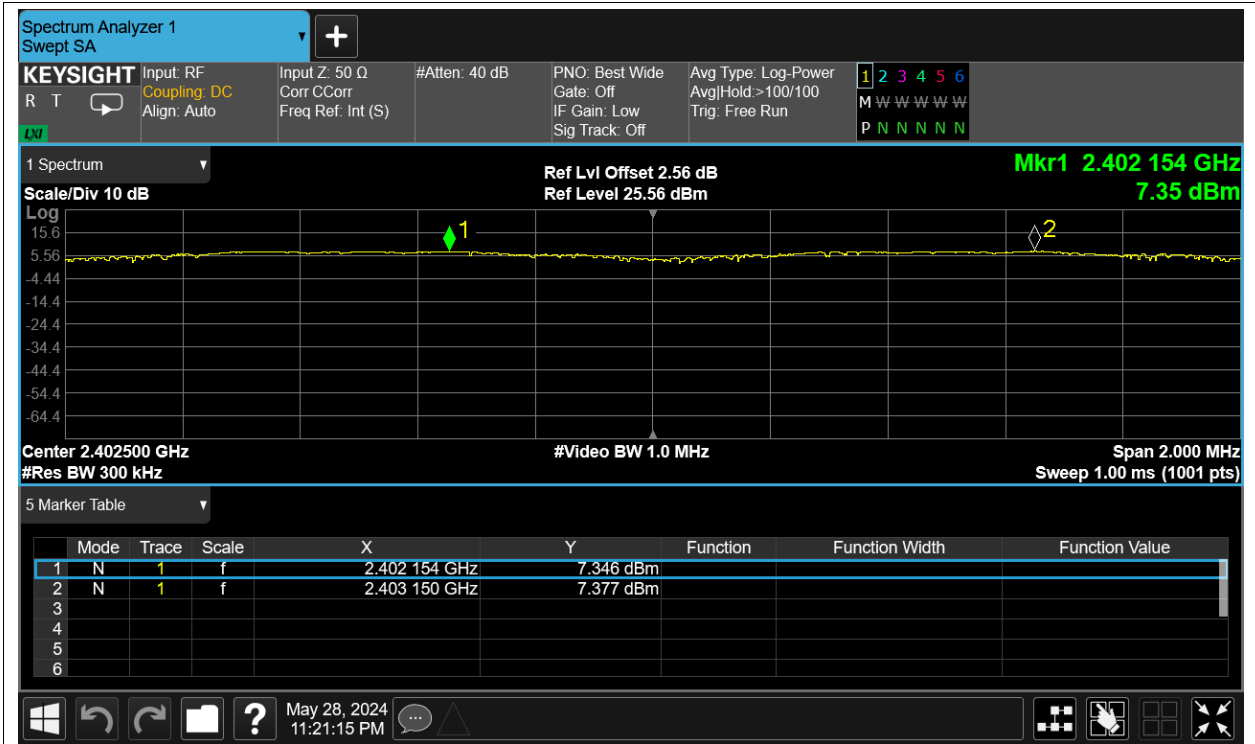 Spectrum Analyzer 1
Swept SA
KEYSIGHT
R T
LXI
Input: RF
Coupling: DC
Align: Auto
Input Z: 50 Ω
Corr CCorr
Freq Ref: Int (S)
#Atten: 40 dB
PNO: Best Wide
Gate: Off
IF Gain: Low
Sig Track: Off
Avg Type: Log-Power
Avg|Hold:>100/100
Trig: Free Run
1 2 3 4 5 6
M W W W W W
P N N N N N
1 Spectrum
Scale/Div 10 dB
Ref Lvl Offset 2.56 dB
Ref Level 25.56 dBm
Mkr1 2.402 154 GHz
7.35 dBm
Log
15.6
5.56
-4.44
-14.4
-24.4
-34.4
-44.4
-54.4
-64.4
1
2
Center 2.402500 GHz
#Video BW 1.0 MHz
Span 2.000 MHz
#Res BW 300 kHz
Sweep 1.00 ms (1001 pts)
5 Marker Table
Mode Trace Scale X Y Function Function Width Function Value
1 N 1 f 2.402 154 GHz 7.346 dBm
2 N 1 f 2.403 150 GHz 7.377 dBm
3
4
5
6
?
May 28, 2024
11:21:15 PM